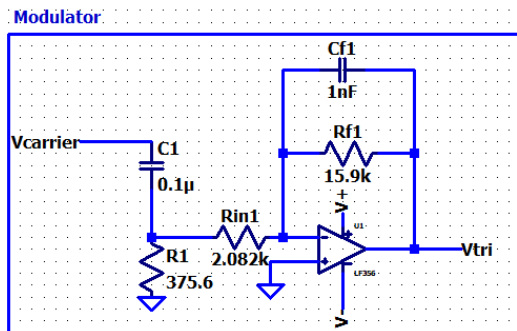 Modulator
Cf1
1nF
Vcarrier
C1
0.1µ
Rf1
15.9k
V+
U1
Rin1
2.082k
Vtri
R1
375.6
LF356
V-